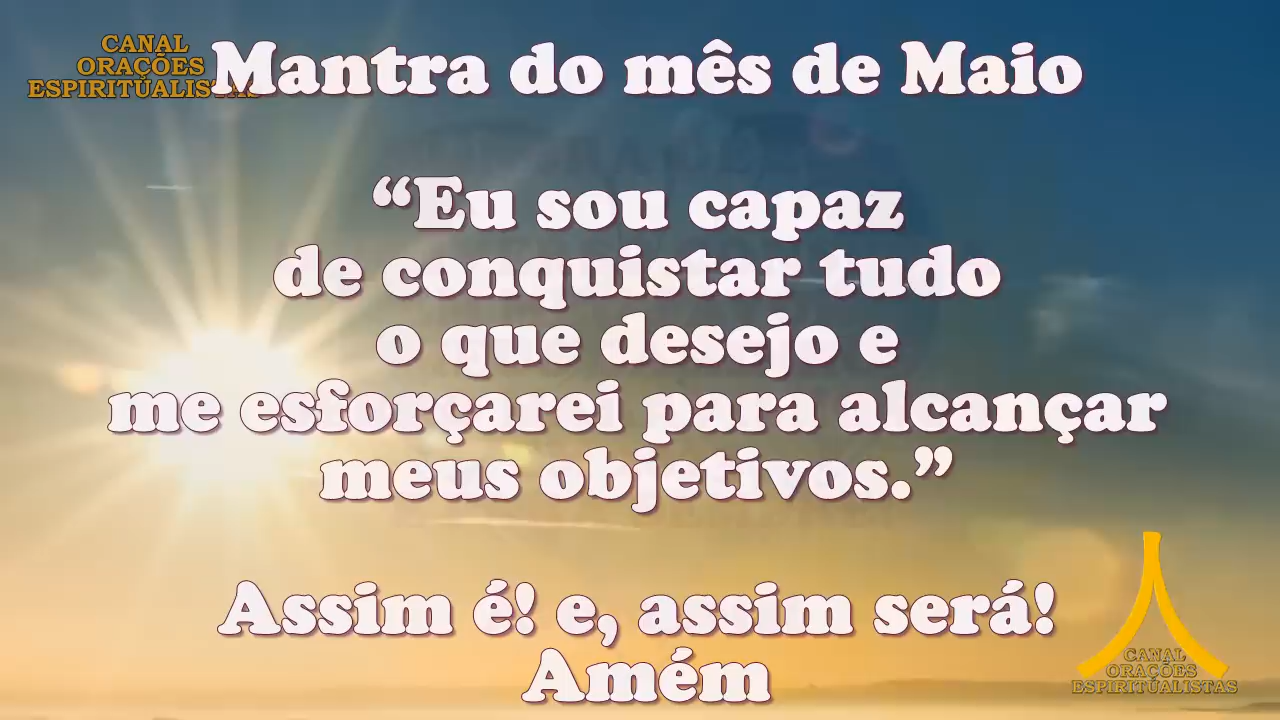 CANAL
ORAÇÕES
ESPIRITUALISTAS
Mantra do mês de Maio
“Eu sou capaz
de conquistar tudo
o que desejo e
me esforçarei para alcançar
meus objetivos.”
Assim é! e, assim será!
Amém
CANAL
ORAÇÕES
ESPIRITUALISTAS